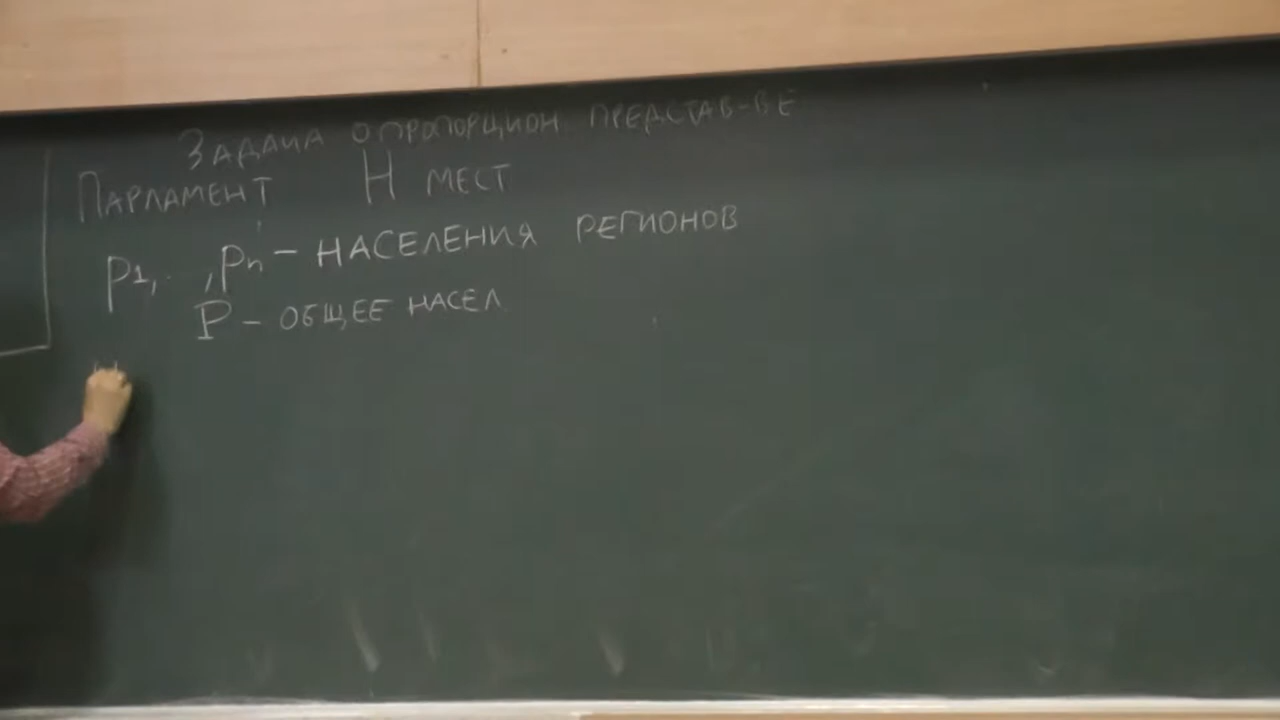 ЗАДАЧА О ПРОПОРЦИОН. ПРЕДСТАВ-ВЕ
ПАРЛАМЕНТ Н МЕСТ
P1, . . , Pn – НАСЕЛЕНИЯ РЕГИОНОВ
P – ОБЩЕЕ НАСЕЛ